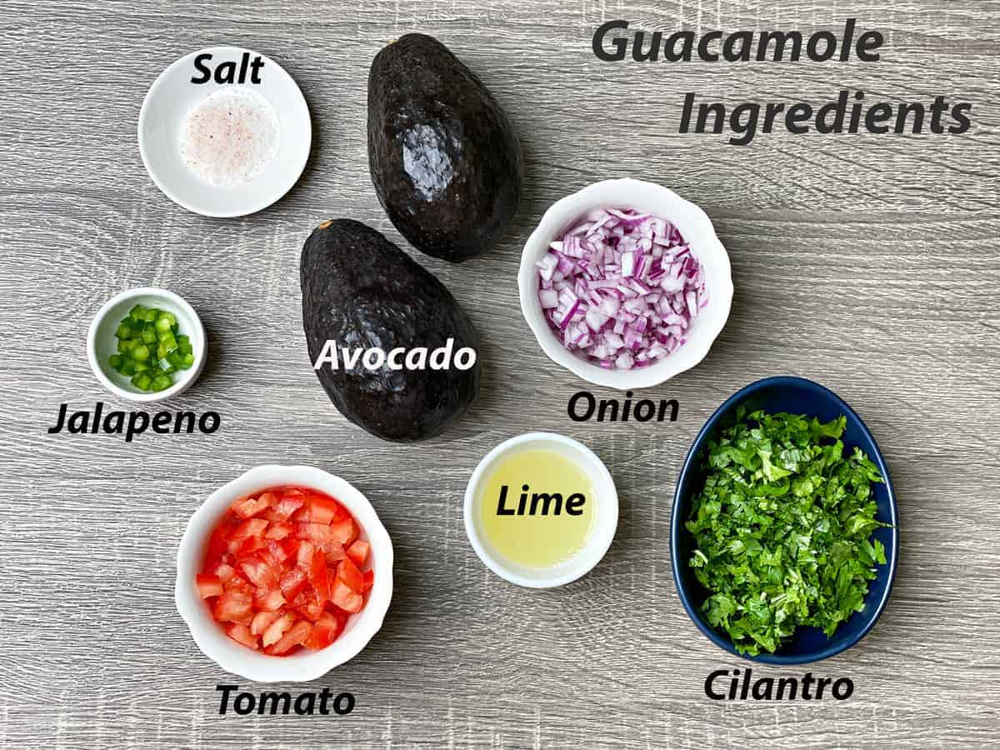 Guacamole
Ingredients
Salt
Avocado
Jalapeno
Onion
Lime
Tomato
Cilantro